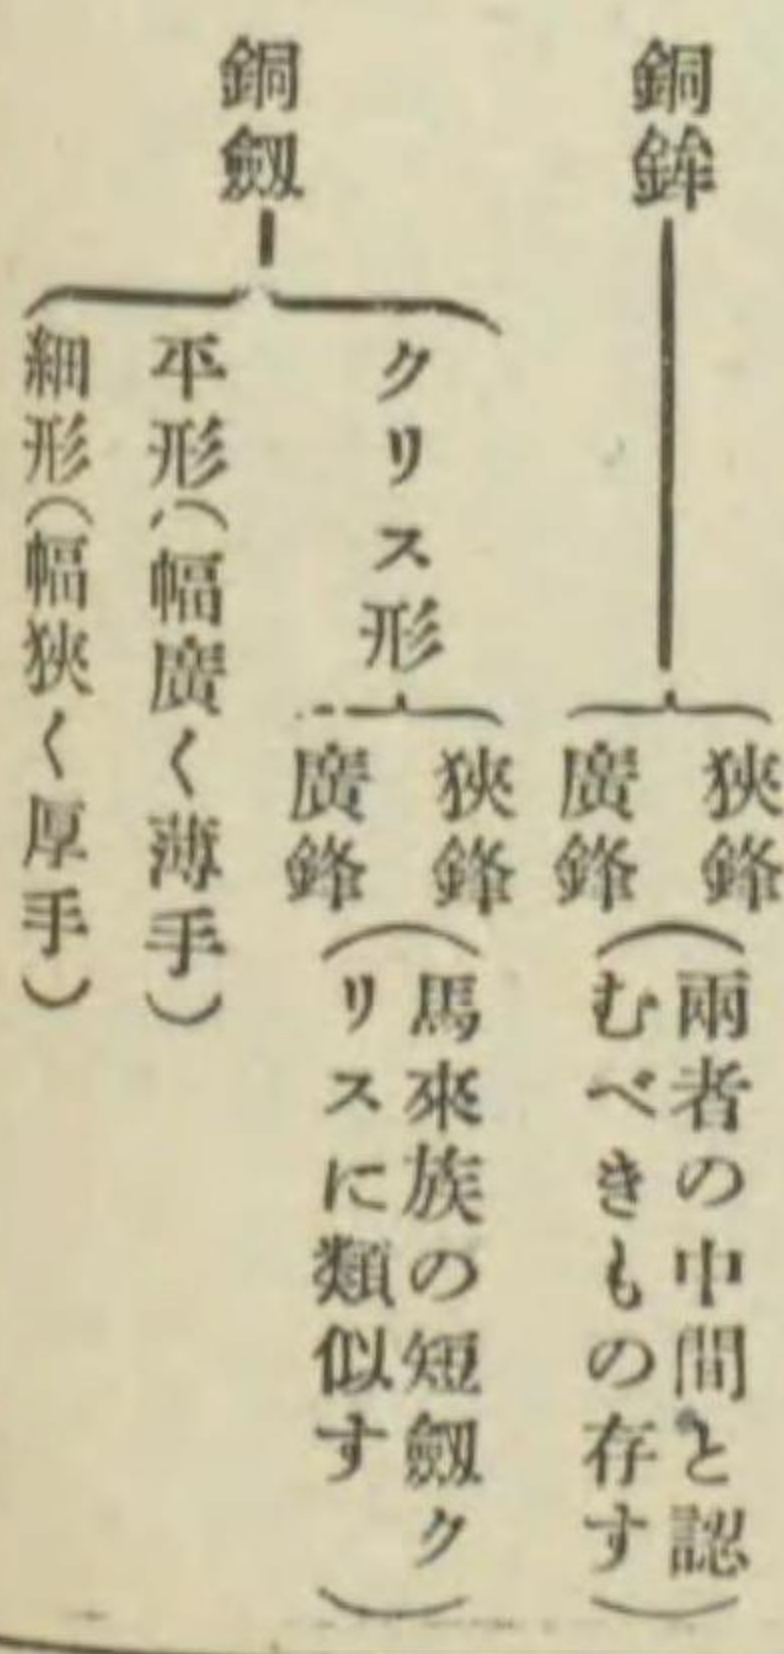 銅鉾
狹鋒
廣鋒
(兩者の中間と認
むべきもの存す)
銅劔
クリス形
狹鋒
廣鋒
(馬來族の短劔ク
リスに類似す)
平形(幅廣く薄手)
細形(幅狹く厚手)